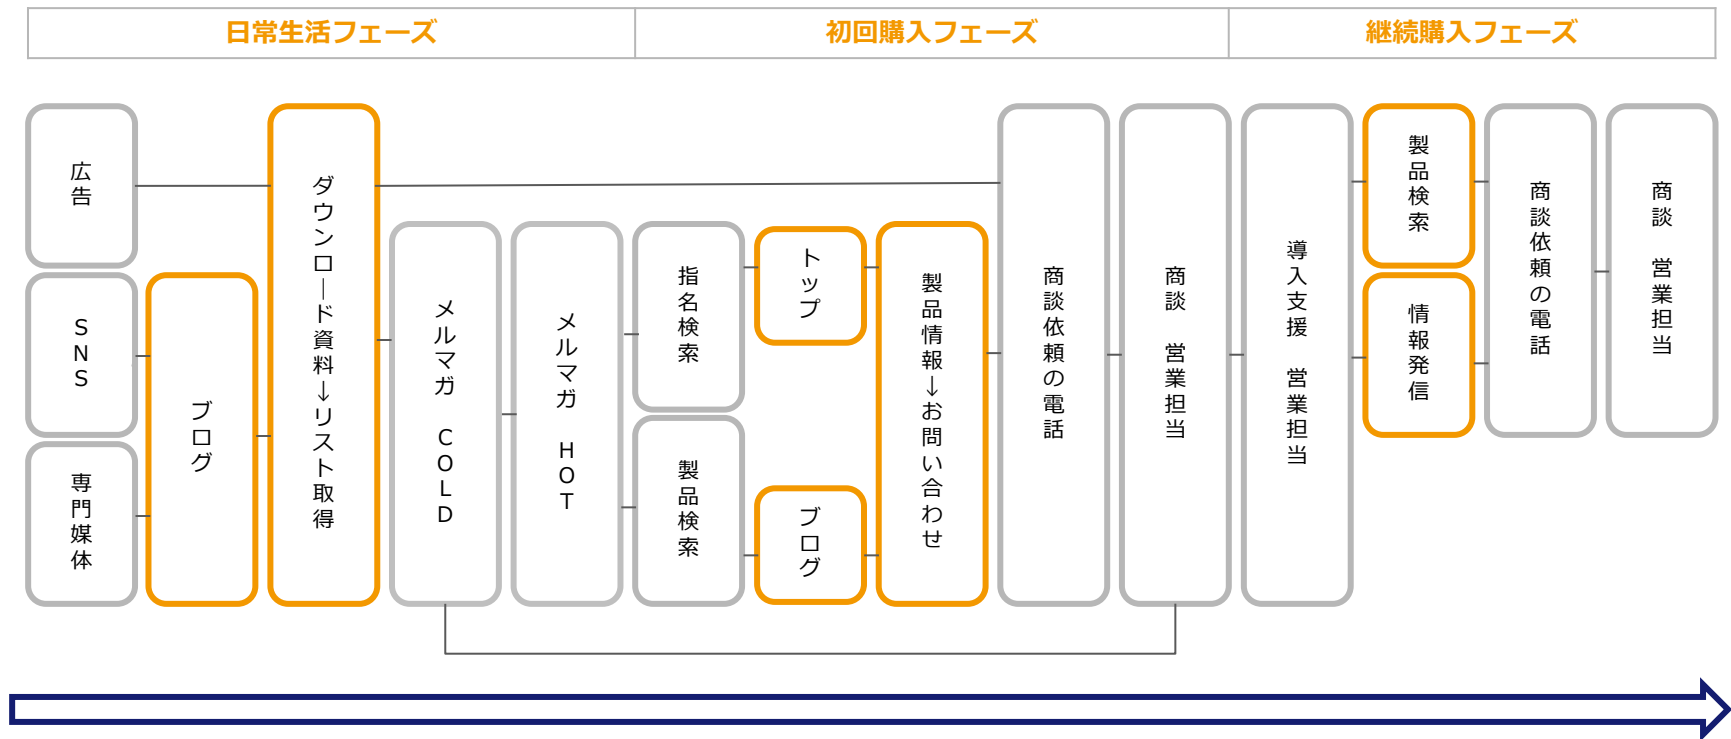 日常生活フェーズ
初回購入フェーズ
継続購入フェーズ
広告
SNS
専門媒体
ブログ
ダウンロード資料→リスト取得
メルマガ COLD
メルマガ HOT
指名検索
製品検索
トップ
ブログ
製品情報→お問い合わせ
商談依頼の電話
商談 営業担当
導入支援 営業担当
製品検索
情報発信
商談依頼の電話
商談 営業担当